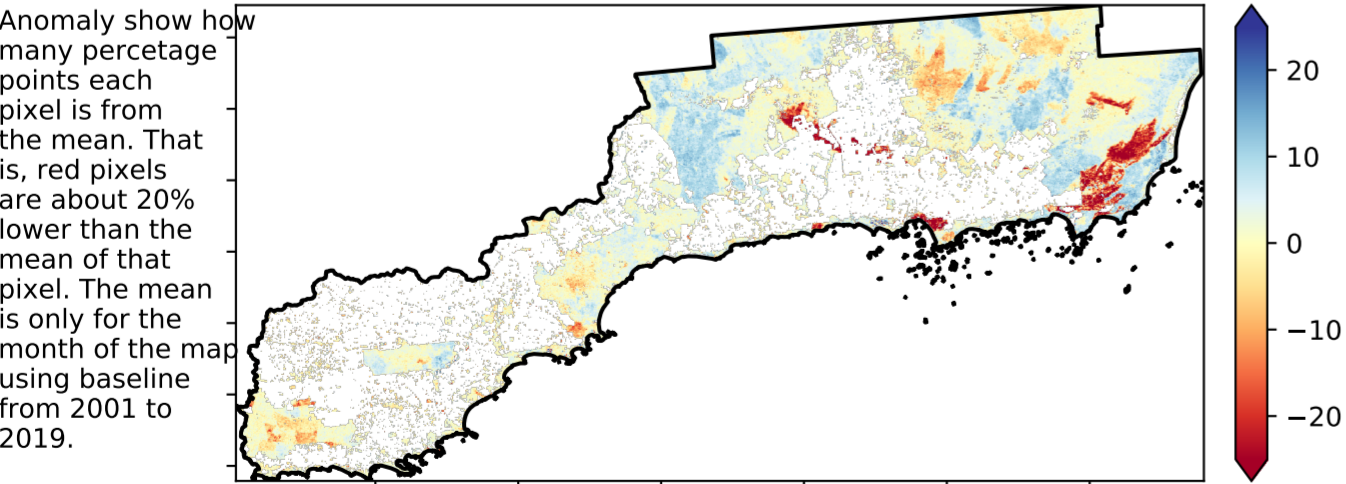 Anomaly show how
many percetage
points each
pixel is from
the mean. That
is, red pixels
are about 20%
lower than the
mean of that
pixel. The mean
is only for the
month of the map
using baseline
from 2001 to
2019.
20
10
0
−10
−20